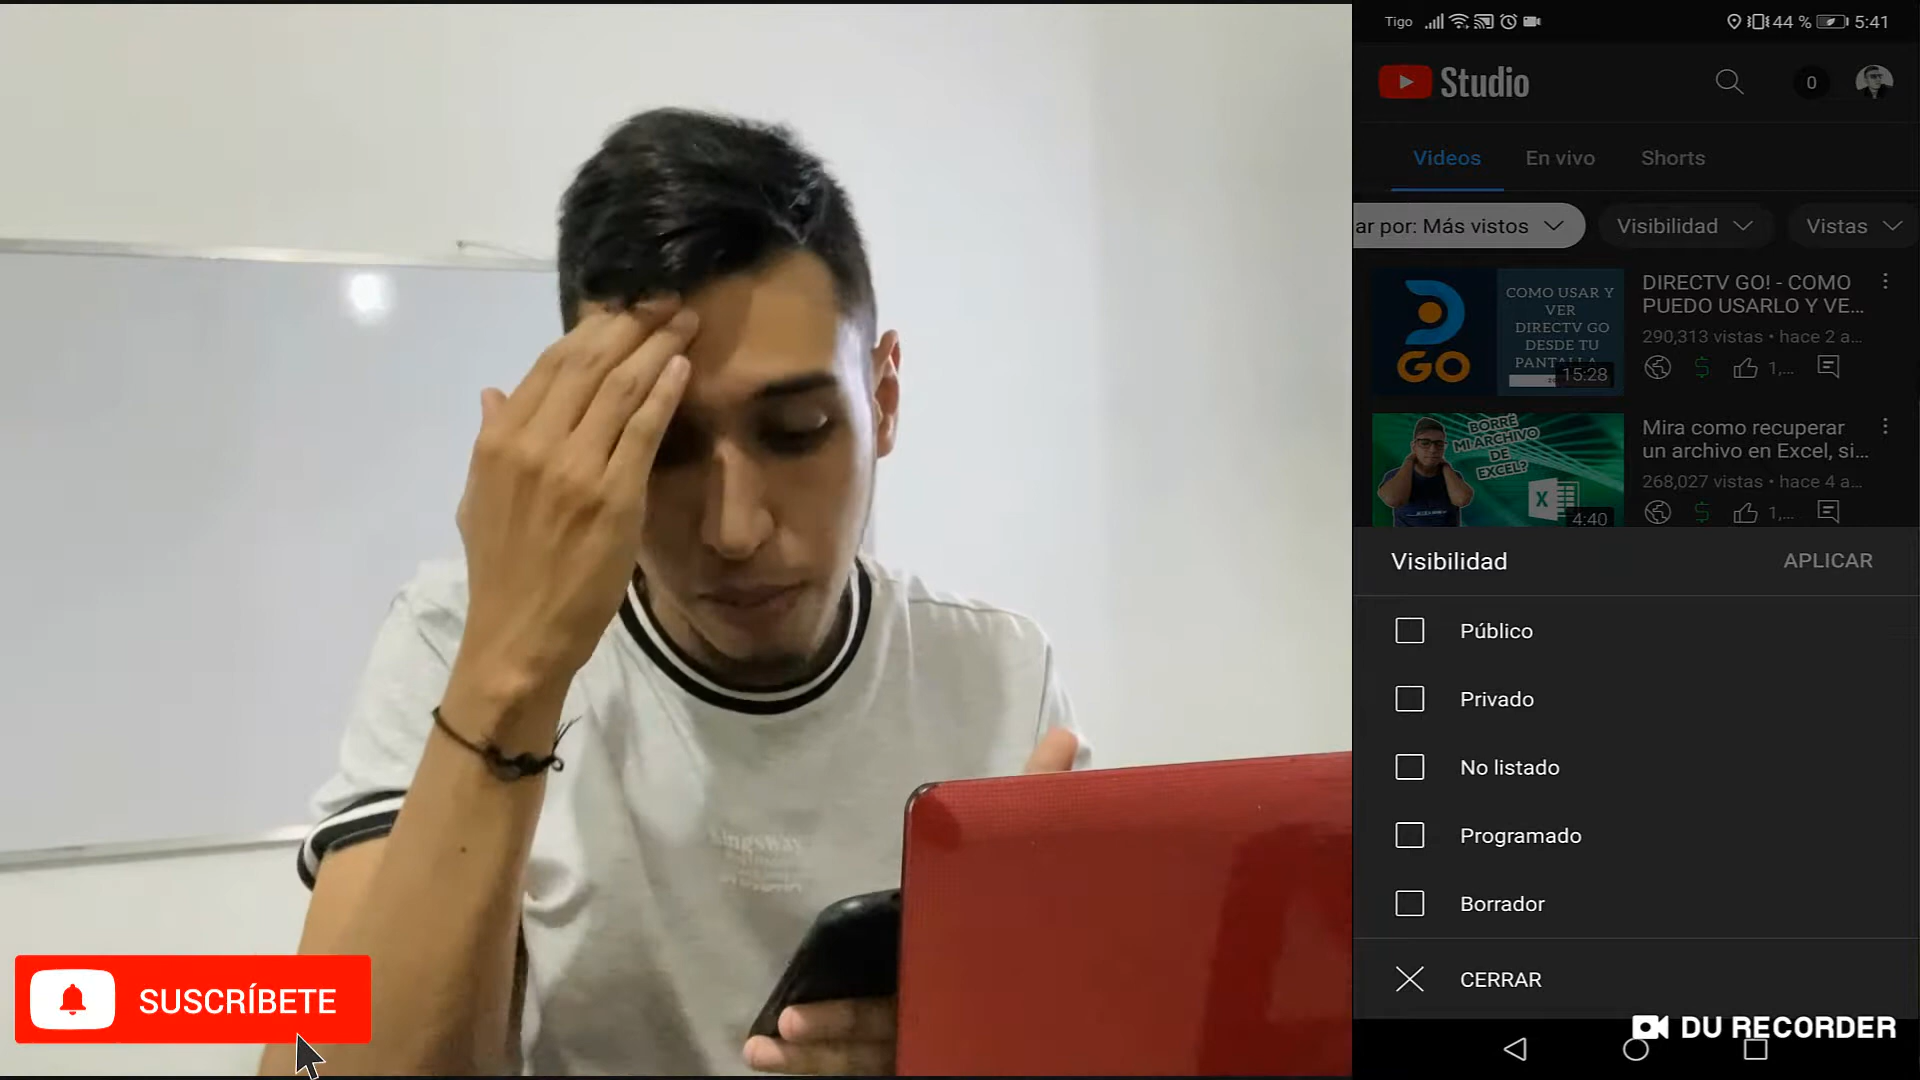 Tigo 44 % 5:41
Studio
0
Videos En vivo Shorts
ar por: Más vistos Visibilidad Vistas
COMO USAR Y
VER
DIRECTV GO
DESDE TU
PANTALLA
GO
15:28
DIRECTV GO! - COMO
PUEDO USARLO Y VE...
290,313 vistas • hace 2 a...
1,...
BORRÉ
MI ARCHIVO
DE
EXCEL?
X
4:40
Mira como recuperar
un archivo en Excel, si...
268,027 vistas • hace 4 a...
1,...
Visibilidad APLICAR
Público
Privado
No listado
Programado
Borrador
CERRAR
DU RECORDER
SUSCRÍBETE